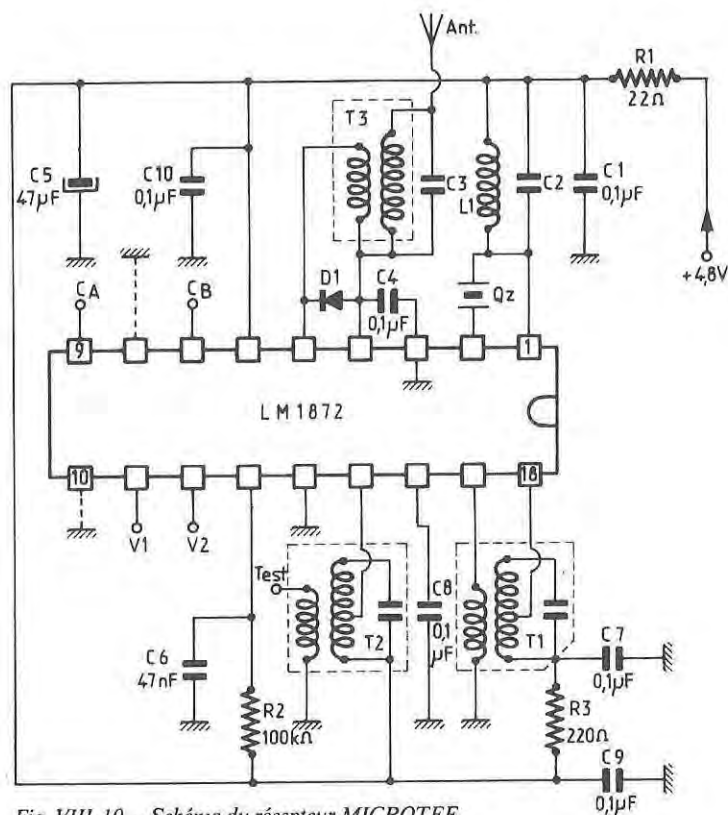 Ant.
R1
22Ω
T3
C5
47µF
C10
0,1µF
C3
L1
C2
C1
0,1µF
+4,8V
CA
CB
D1
C4
0,1µF
Qz
9
1
LM1872
10
18
V1
V2
Test
T2
C8
0,1
µF
T1
C7
0,1µF
C6
47nF
R2
100kΩ
R3
220Ω
C9
0,1µF
Fig. VIII-10. – Schéma du récepteur MICROTEF